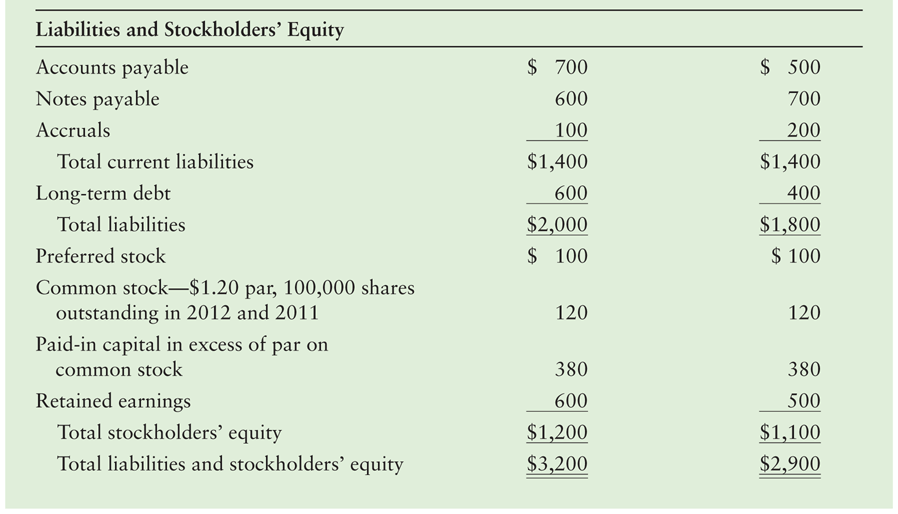 Liabilities and Stockholders’ Equity
Accounts payable $ 700 $ 500
Notes payable 600 700
Accruals 100 200
Total current liabilities $1,400 $1,400
Long-term debt 600 400
Total liabilities $2,000 $1,800
Preferred stock $ 100 $ 100
Common stock—$1.20 par, 100,000 shares
outstanding in 2012 and 2011 120 120
Paid-in capital in excess of par on
common stock 380 380
Retained earnings 600 500
Total stockholders’ equity $1,200 $1,100
Total liabilities and stockholders’ equity $3,200 $2,900